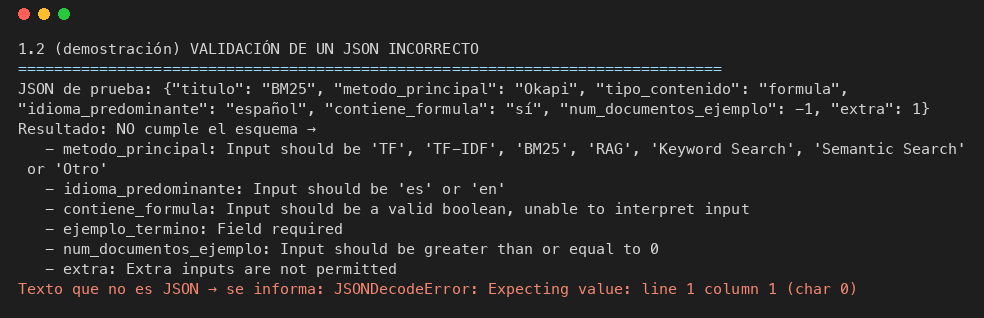 1.2 (demostración) VALIDACIÓN DE UN JSON INCORRECTO
==============================================================================
JSON de prueba: {"titulo": "BM25", "metodo_principal": "Okapi", "tipo_contenido": "formula",
"idioma_predominante": "español", "contiene_formula": "sí", "num_documentos_ejemplo": −1, "extra": 1}
Resultado: NO cumple el esquema →
− metodo_principal: Input should be 'TF', 'TF−IDF', 'BM25', 'RAG', 'Keyword Search', 'Semantic Search'
or 'Otro'
− idioma_predominante: Input should be 'es' or 'en'
− contiene_formula: Input should be a valid boolean, unable to interpret input
− ejemplo_termino: Field required
− num_documentos_ejemplo: Input should be greater than or equal to 0
− extra: Extra inputs are not permitted
Texto que no es JSON → se informa: JSONDecodeError: Expecting value: line 1 column 1 (char 0)